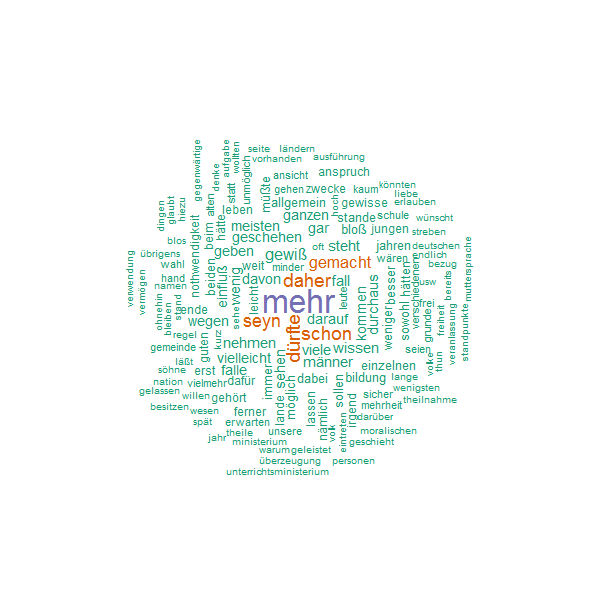 seite
ländern
vorhanden
ausführung
gegenwärtige
aufgabe
wollten
denke
statt
unmöglich
müßte
ansicht
anspruch
gehen
zwecke
kaum
könnten
liebe
erlauben
dingen
glaubt
hiezu
alten
leben
allgemein
hoch
gewisse
hätte
meisten
ganzen
stande
schule
wünscht
gar
bloß
jungen
streben
nothwendigkeit
beim
geschehen
blos
übrigens
geben
gewiß
oft
steht
jahren
deutschen
endlich
wahl
weit
minder
gemacht
wären
bezug
verwendung
vermögen
hand
namen
beiden
einfluß
wenig
davon
daher
fall
besser
hätten
verschiedenen
usw
bereits
muttersprache
ohnehin
bleiben
stand
ende
sehe
leicht
mehr
leute
kommen
durchaus
weniger
sowohl
frei
grunde
freiheit
veranlassung
standpunkte
wegen
seyn
dürfte
darauf
schon
regel
guten
kurz
nehmen
viele
wissen
seien
volke
thun
gemeinde
läßt
vielleicht
sehen
männer
einzelnen
söhne
erst
falle
immer
nation
vielmehr
dafür
möglich
dabei
bildung
lange
wenigsten
gelassen
willen
gehört
lande
lassen
sollen
sicher
theilnahme
besitzen
wesen
ferner
nämlich
irgend
mehrheit
darüber
spät
erwarten
unsere
volk
eintreten
moralischen
jahr
theile
ministerium
warum
geleistet
geschieht
überzeugung
personen
unterrichtsministerium